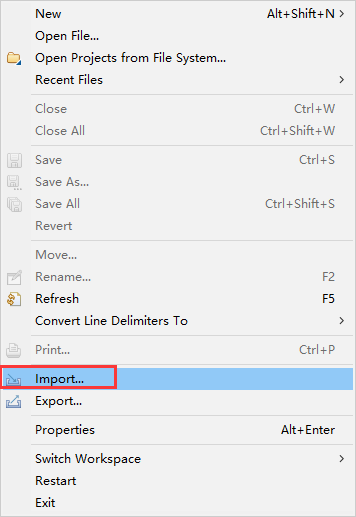 New Alt+Shift+N
Open File...
Open Projects from File System...
Recent Files
Close Ctrl+W
Close All Ctrl+Shift+W
Save Ctrl+S
Save As...
Save All Ctrl+Shift+S
Revert
Move...
Rename... F2
Refresh F5
Convert Line Delimiters To
Print... Ctrl+P
Import...
Export...
Properties Alt+Enter
Switch Workspace
Restart
Exit